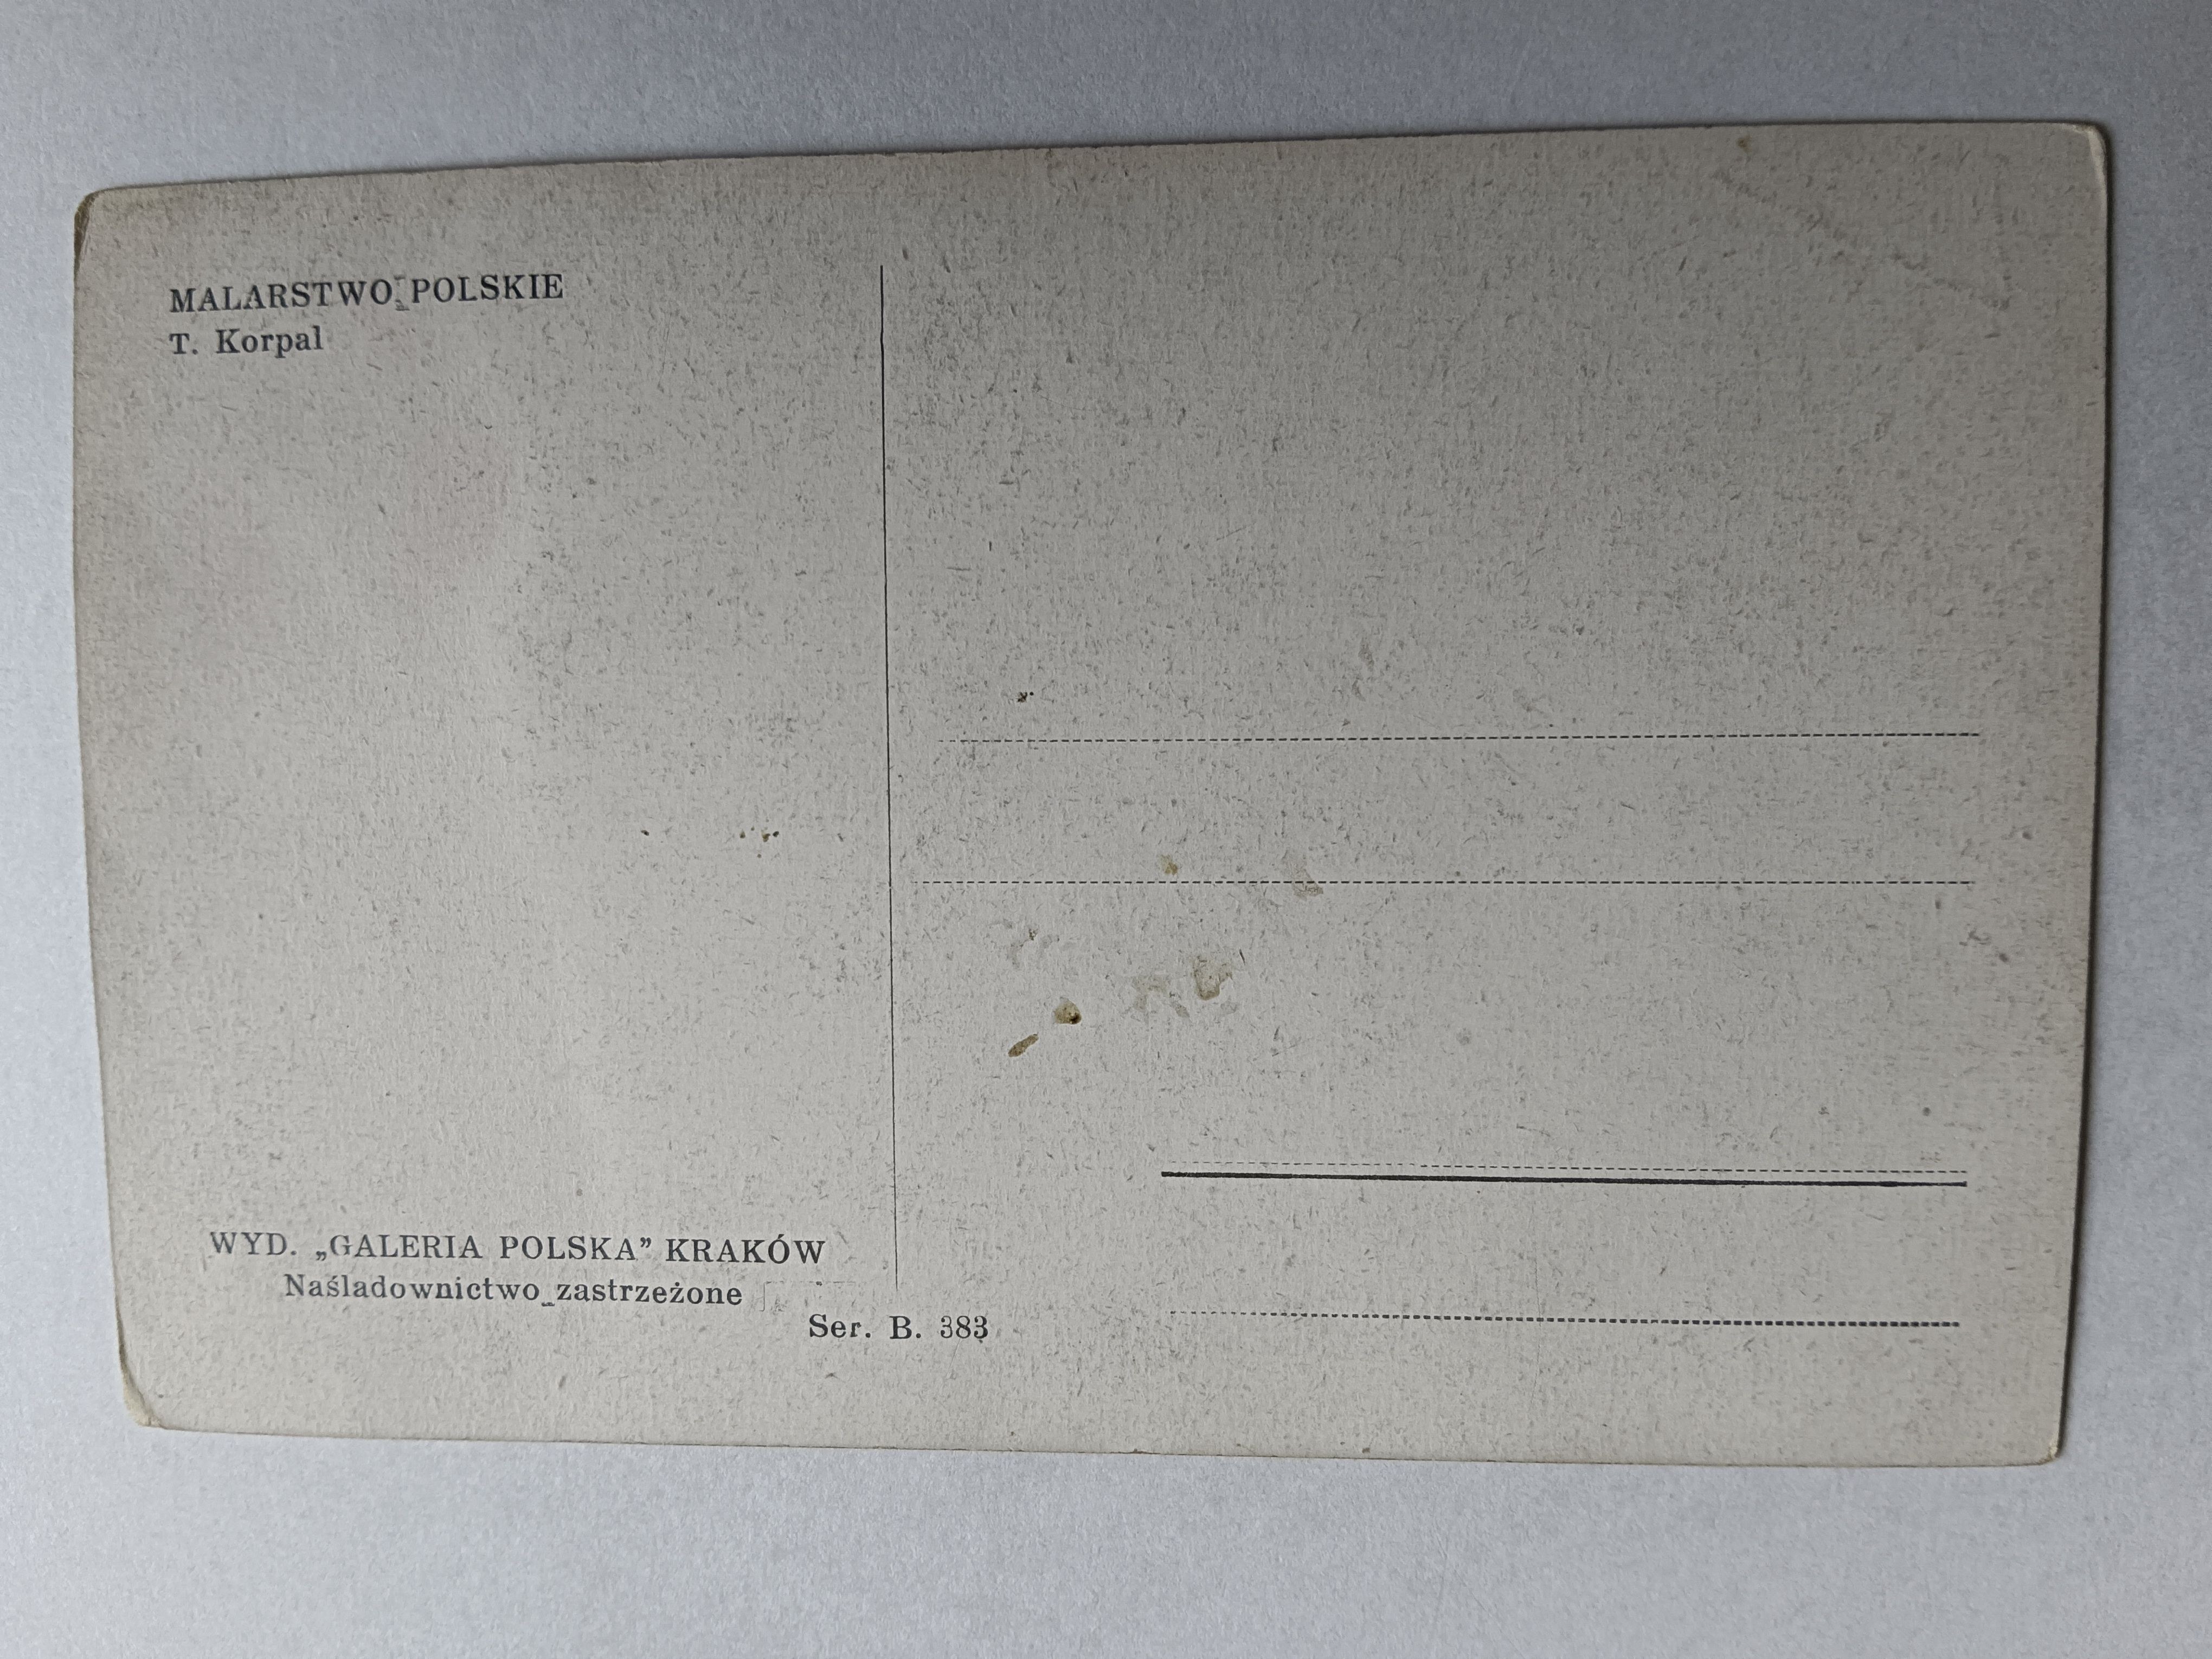 MALARSTWO POLSKIE
T. Korpal
WYD. „GALERIA POLSKA” KRAKÓW
Naśladownictwo zastrzeżone
Ser. B. 383